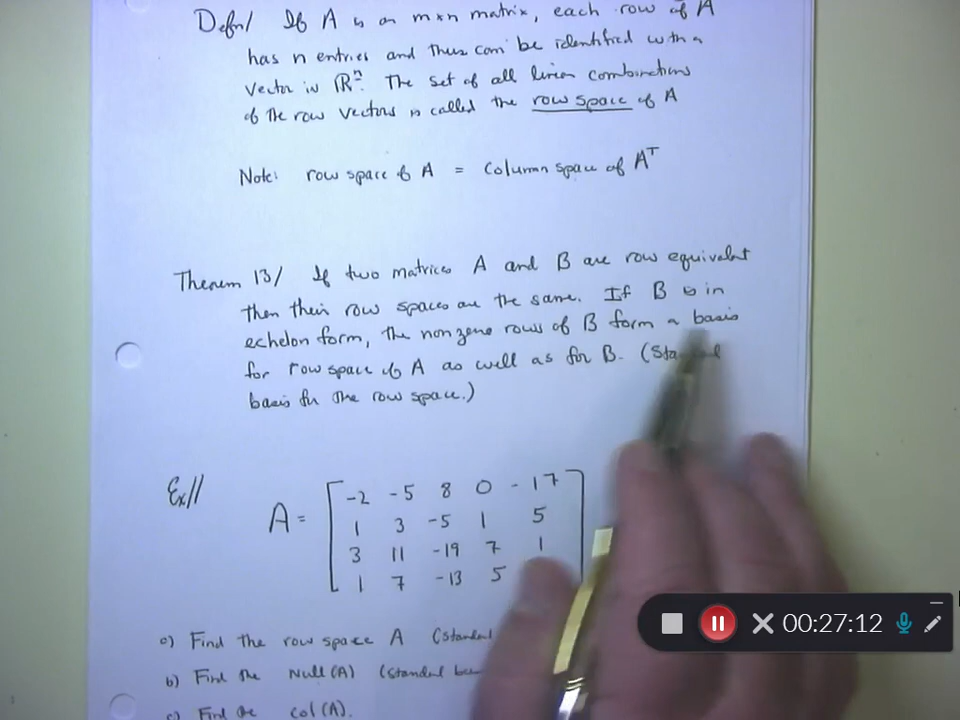 Defn/ If A is an m×n matrix, each row of A
has n entries and thus can be identified with a
vector in ℝⁿ. The set of all linear combinations
of the row vectors is called the row space of A
Note: row space of A = column space of Aᵀ
Theorem 13/ If two matrices A and B are row equivalent
then their row spaces are the same. If B is in
echelon form, the nonzero rows of B form a basis
for row space of A as well as for B. (Standard
basis for the row space.)
Ex// A =
-2 -5 8 0 -17
1 3 -5 1 5
3 11 -19 7 1
1 7 -13 5
a) Find the row space A (standard
b) Find the Null(A) (standard
c) Find the col(A).
00:27:12